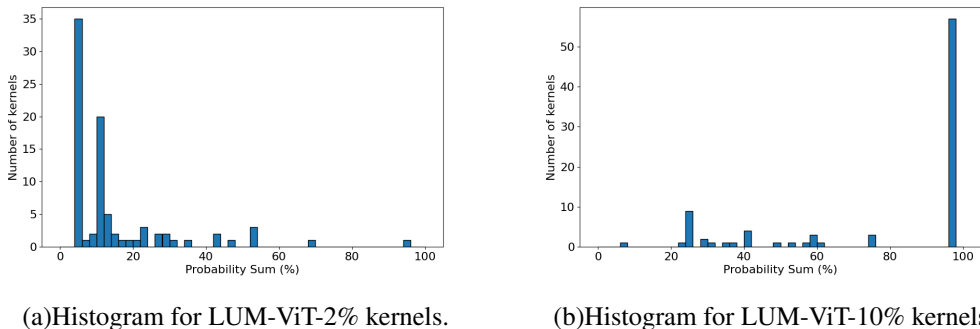 35
30
25
20
15
10
5
0
Number of kernels
0 20 40 60 80 100
Probability Sum (%)
(a)Histogram for LUM-ViT-2% kernels.
50
40
30
20
10
0
Number of kernels
0 20 40 60 80 100
Probability Sum (%)
(b)Histogram for LUM-ViT-10% kernels